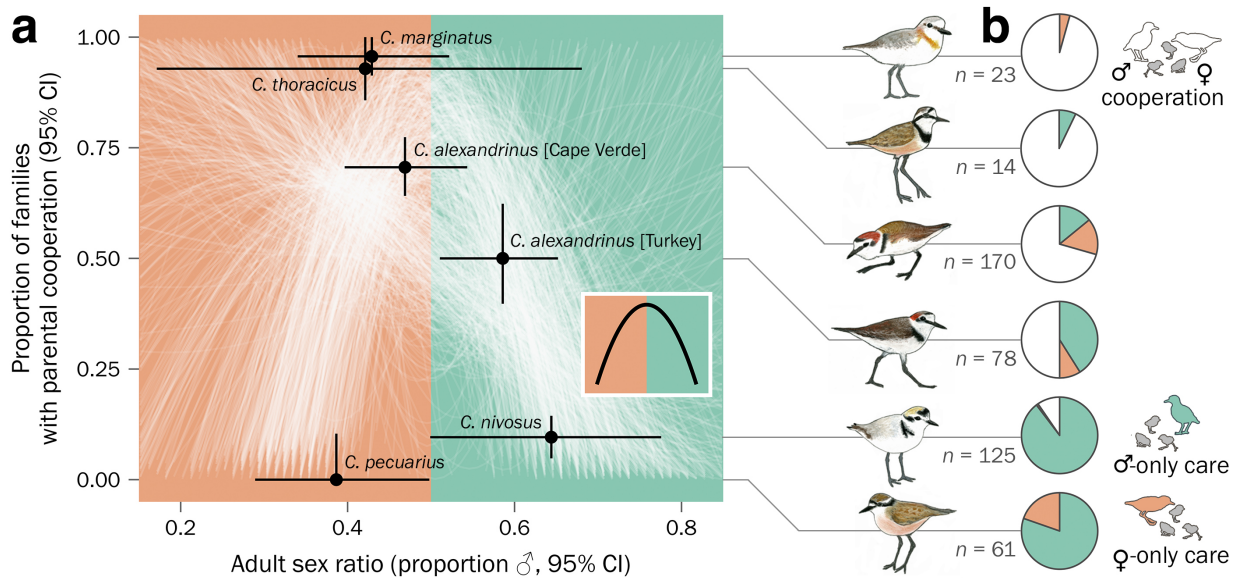 a
Proportion of families
with parental cooperation (95% CI)
1.00
0.75
0.50
0.25
0.00
C. marginatus
C. thoracicus
C. alexandrinus [Cape Verde]
C. alexandrinus [Turkey]
C. nivosus
C. pecuarius
0.2
0.4
0.6
0.8
Adult sex ratio (proportion ♂, 95% CI)
b
n = 23
n = 14
n = 170
n = 78
n = 125
n = 61
♂ ♀
cooperation
♂-only care
♀-only care